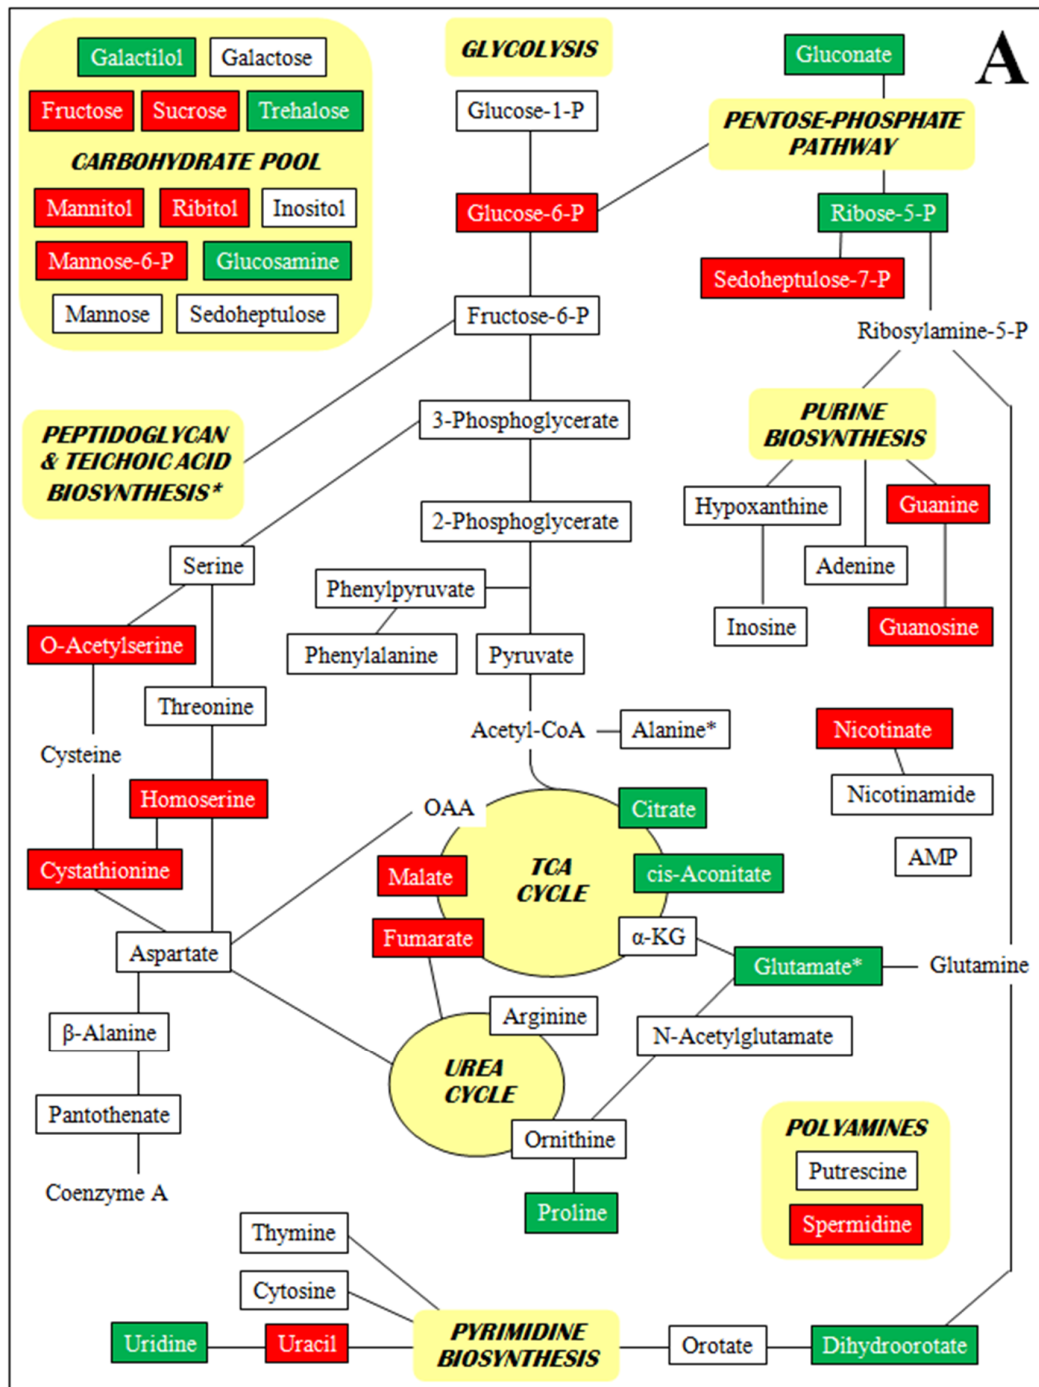 A
Galactilol
Galactose
Fructose
Sucrose
Trehalose
CARBOHYDRATE POOL
Mannitol
Ribitol
Inositol
Mannose-6-P
Glucosamine
Mannose
Sedoheptulose
GLYCOLYSIS
Glucose-1-P
Glucose-6-P
Fructose-6-P
3-Phosphoglycerate
2-Phosphoglycerate
Phenylpyruvate
Phenylalanine
Pyruvate
Acetyl-CoA
Alanine*
Gluconate
PENTOSE-PHOSPHATE
PATHWAY
Ribose-5-P
Sedoheptulose-7-P
Ribosylamine-5-P
PURINE
BIOSYNTHESIS
Hypoxanthine
Guanine
Adenine
Inosine
Guanosine
Nicotinate
Nicotinamide
AMP
PEPTIDOGLYCAN
& TEICHOIC ACID
BIOSYNTHESIS*
Serine
O-Acetylserine
Threonine
Cysteine
Homoserine
Cystathionine
Aspartate
β-Alanine
Pantothenate
Coenzyme A
OAA
Citrate
TCA
CYCLE
Malate
cis-Aconitate
Fumarate
α-KG
Glutamate*
Glutamine
N-Acetylglutamate
Arginine
UREA
CYCLE
Ornithine
Proline
POLYAMINES
Putrescine
Spermidine
Thymine
Cytosine
Uridine
Uracil
PYRIMIDINE
BIOSYNTHESIS
Orotate
Dihydroorotate